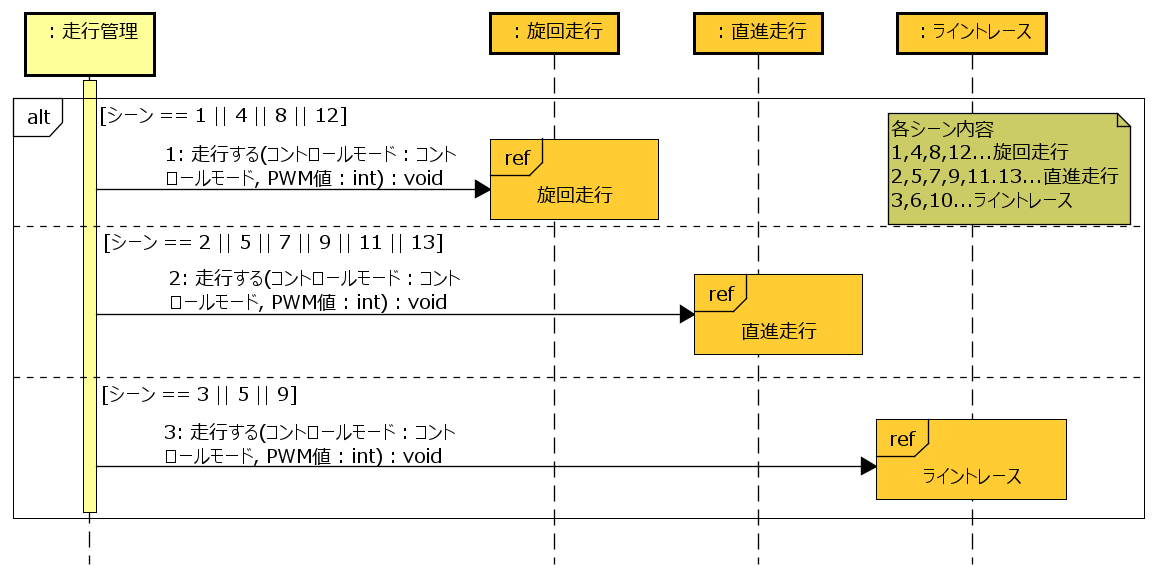 : 走行管理
: 旋回走行
: 直進走行
: ライントレース
alt
[シーン == 1 || 4 || 8 || 12]
各シーン内容
1,4,8,12...旋回走行
2,5,7,9,11.13...直進走行
3,6,10...ライントレース
1: 走行する(コントロールモード : コント
ロールモード, PWM値 : int) : void
ref
旋回走行
[シーン == 2 || 5 || 7 || 9 || 11 || 13]
2: 走行する(コントロールモード : コント
ロールモード, PWM値 : int) : void
ref
直進走行
[シーン == 3 || 5 || 9]
3: 走行する(コントロールモード : コント
ロールモード, PWM値 : int) : void
ref
ライントレース